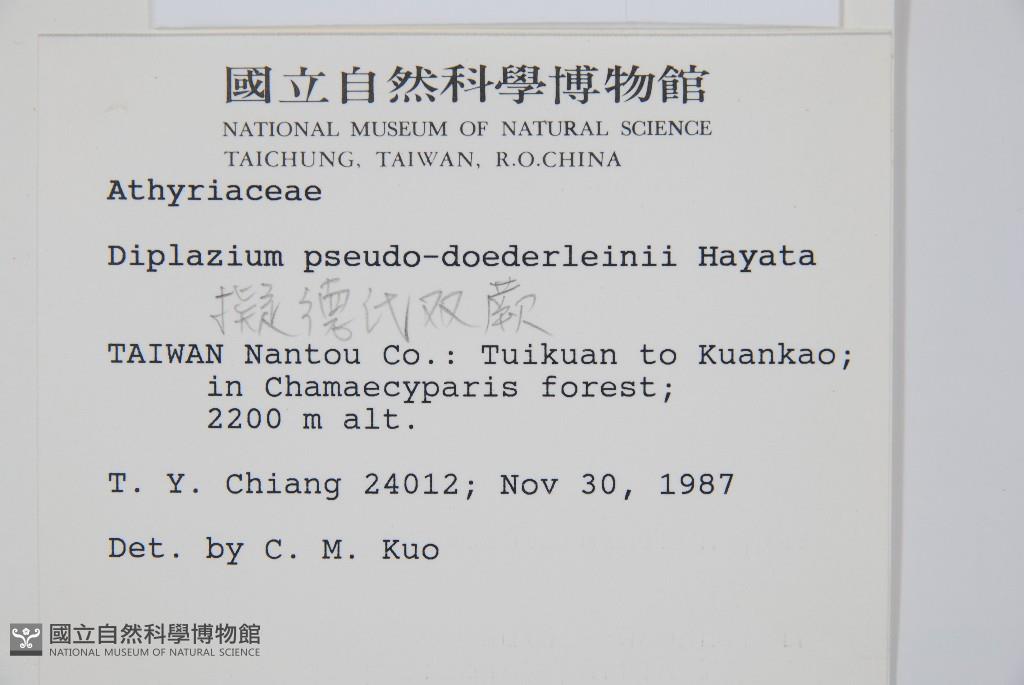 國立自然科學博物館
NATIONAL MUSEUM OF NATURAL SCIENCE
TAICHUNG, TAIWAN, R.O.CHINA
Athyriaceae
Diplazium pseudo-doederleinii Hayata
擬德氏双蕨
TAIWAN Nantou Co.: Tuikuan to Kuankao;
in Chamaecyparis forest;
2200 m alt.
T. Y. Chiang 24012; Nov 30, 1987
Det. by C. M. Kuo
國立自然科學博物館
NATIONAL MUSEUM OF NATURAL SCIENCE